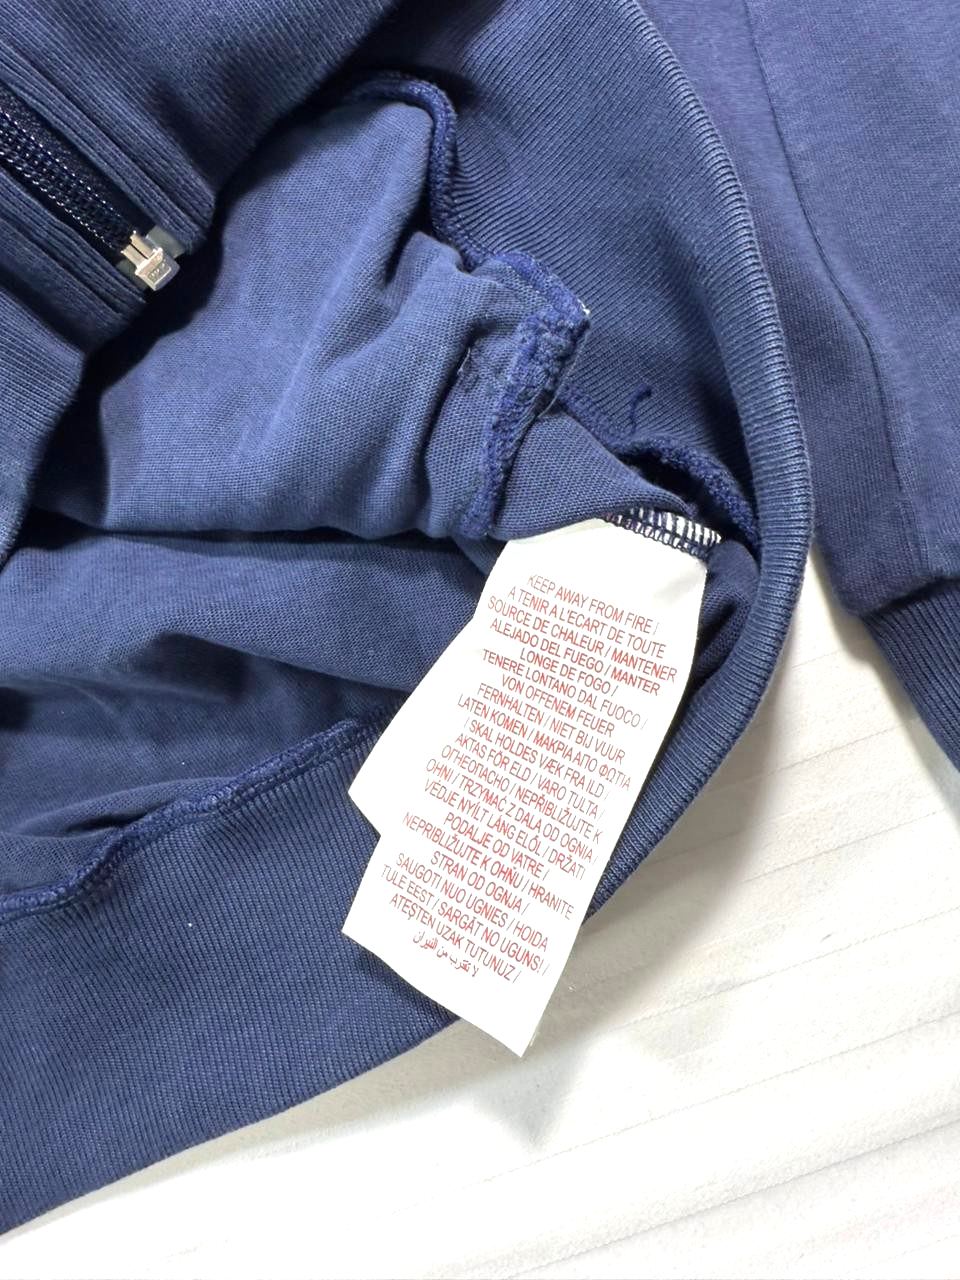 KEEP AWAY FROM FIRE /
A TENIR A L'ECART DE TOUTE
SOURCE DE CHALEUR / MANTENER
ALEJADO DEL FUEGO / MANTER
LONGE DE FOGO /
TENERE LONTANO DAL FUOCO /
VON OFFENEM FEUER
FERNHALTEN / NIET BIJ VUUR
LATEN KOMEN / ΜΑΚΡΙΑ ΑΠΟ ΦΩΤΙΑ
/ SKAL HOLDES VÆK FRA ILD /
AKTAS FÖR ELD / VARO TULTA /
ОГНЕОПАСНО / NEPŘIBLIŽUJTE K
OHNI / TRZYMAĆ Z DALA OD OGNIA /
VEDJE NYÍLT LÁNG ELŐL / DRŽATI
PODALJE OD VATRE /
NEPRIBLIŽUJTE K OHŇU / HRANITE
STRAN OD OGNJA /
SAUGOTI NUO UGNIES / HOIDA
TULE EEST / SARGĀT NO UGUNS! /
ATEŞTEN UZAK TUTUNUZ /
لا تقرب من النيران